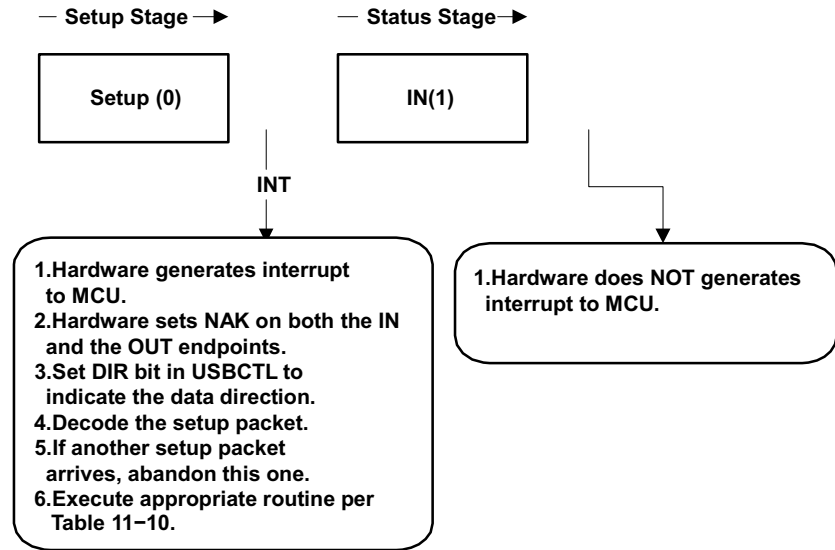 Setup Stage
Status Stage
Setup (0)
IN(1)
INT
1.Hardware generates interrupt
to MCU.
2.Hardware sets NAK on both the IN
and the OUT endpoints.
3.Set DIR bit in USBCTL to
indicate the data direction.
4.Decode the setup packet.
5.If another setup packet
arrives, abandon this one.
6.Execute appropriate routine per
Table 11−10.
1.Hardware does NOT generates
interrupt to MCU.